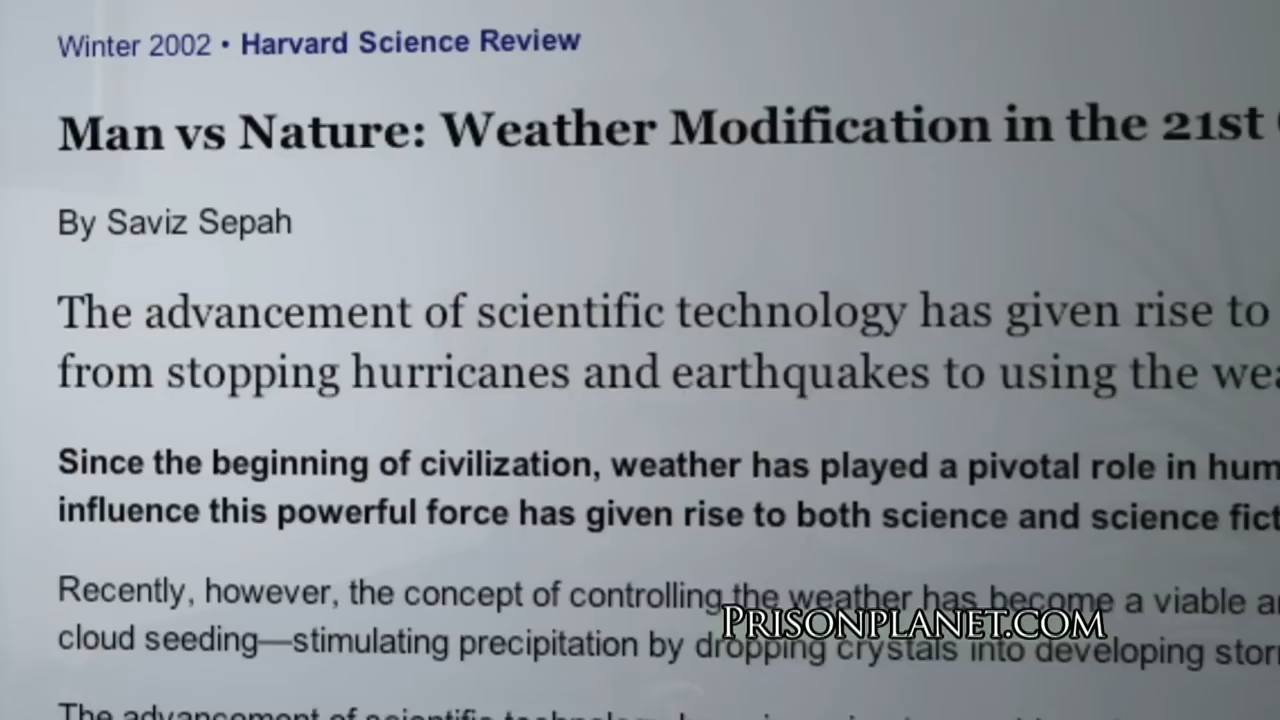 Winter 2002 • Harvard Science Review
Man vs Nature: Weather Modification in the 21st
By Saviz Sepah
The advancement of scientific technology has given rise to
from stopping hurricanes and earthquakes to using the
Since the beginning of civilization, weather has played a pivotal role in
influence this powerful force has given rise to both science and science
Recently, however, the concept of controlling the weather has become a viable
cloud seeding—stimulating precipitation by dropping crystals into developing
PRISONPLANET.COM
The advancement of scientific